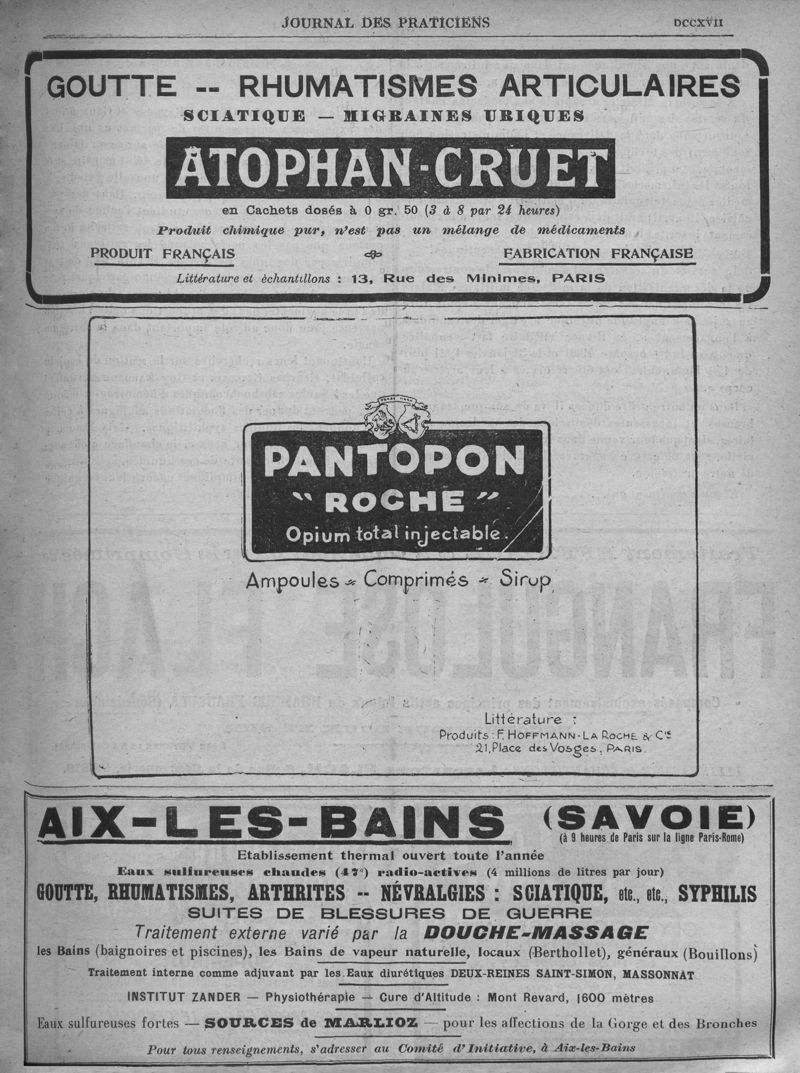 JOURNAL DES PRATICIENS DCCXVII
GOUTTE -- RHUMATISMES ARTICULAIRES
SCIATIQUE — MIGRAINES URIQUES
ATOPHAN-CRUET
en Cachets dosés à 0 gr. 50 (3 à 8 par 24 heures)
Produit chimique pur, n'est pas un mélange de médicaments
PRODUIT FRANÇAIS FABRICATION FRANÇAISE
Littérature et échantillons : 13, Rue des Minimes, PARIS
PANTOPON
"ROCHE"
Opium total injectable.
Ampoules - Comprimés - Sirop
Littérature :
Produits : F. HOFFMANN-LA ROCHE & Cie
21, Place des Vosges, PARIS.
AIX-LES-BAINS (SAVOIE)
(à 9 heures de Paris sur la ligne Paris-Rome)
Etablissement thermal ouvert toute l'année
Eaux sulfureuses chaudes (47°) radio-actives (4 millions de litres par jour)
GOUTTE, RHUMATISMES, ARTHRITES -- NÉVRALGIES : SCIATIQUE, etc., etc., SYPHILIS
SUITES DE BLESSURES DE GUERRE
Traitement externe varié par la DOUCHE-MASSAGE
les Bains (baignoires et piscines), les Bains de vapeur naturelle, locaux (Berthollet), généraux (Bouillons)
Traitement interne comme adjuvant par les Eaux diurétiques DEUX-REINES SAINT-SIMON, MASSONNAT
INSTITUT ZANDER — Physiothérapie — Cure d'Altitude : Mont Revard, 1600 mètres
Eaux sulfureuses fortes — SOURCES de MARLIOZ — pour les affections de la Gorge et des Bronches
Pour tous renseignements, s'adresser au Comité d'Initiative, à Aix-les-Bains